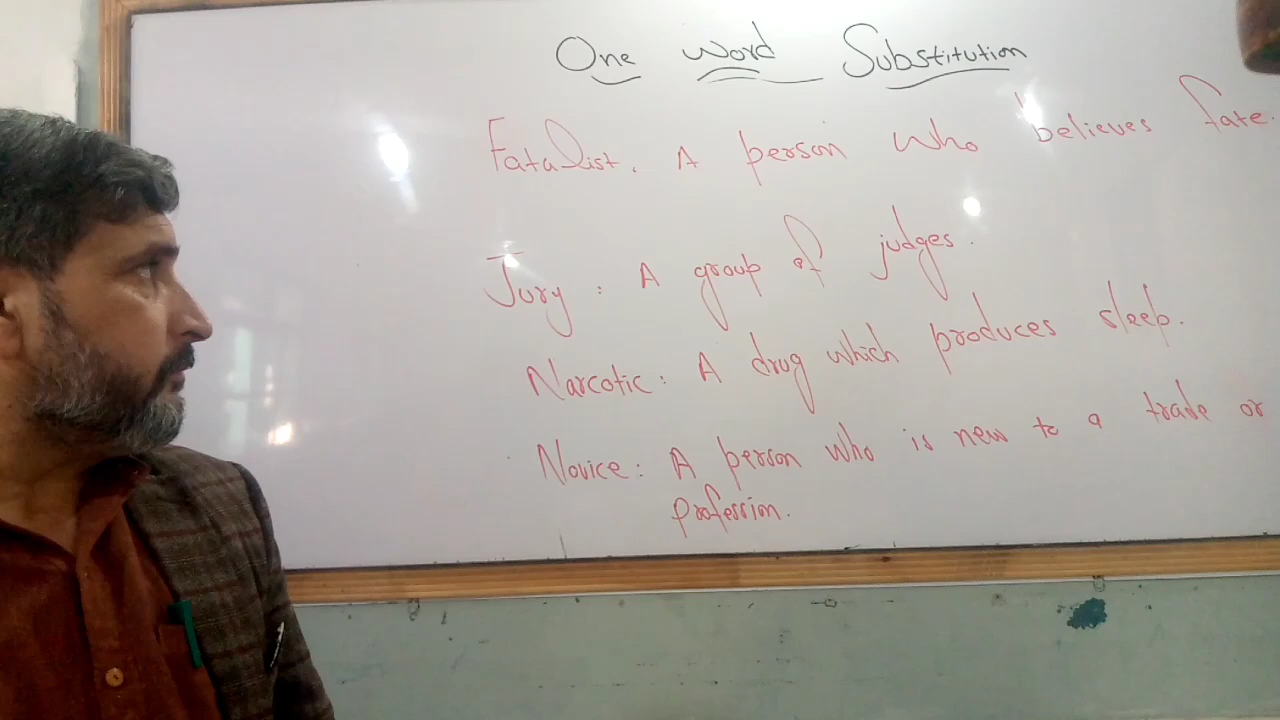 One Word Substitution
Fatalist. A person who believes fate.
Jury : A group of judges.
Narcotic : A drug which produces sleep.
Novice : A person who is new to a trade or
profession.